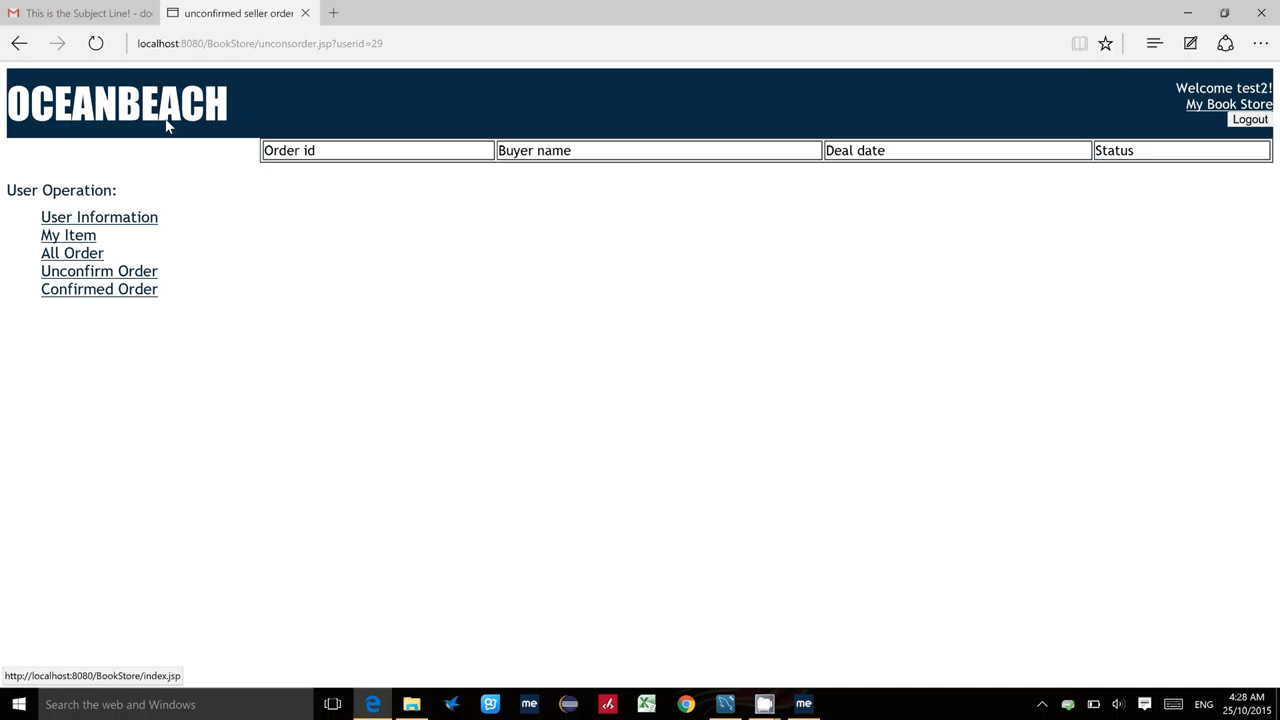 This is the Subject Line! - do
unconfirmed seller order
localhost:8080/BookStore/unconsorder.jsp?userid=29
OCEANBEACH
Welcome test2!
My Book Store
Logout
Order id Buyer name Deal date Status
User Operation:
User Information
My Item
All Order
Unconfirm Order
Confirmed Order
http://localhost:8080/BookStore/index.jsp
Search the web and Windows
me
me
ENG
4:28 AM
25/10/2015